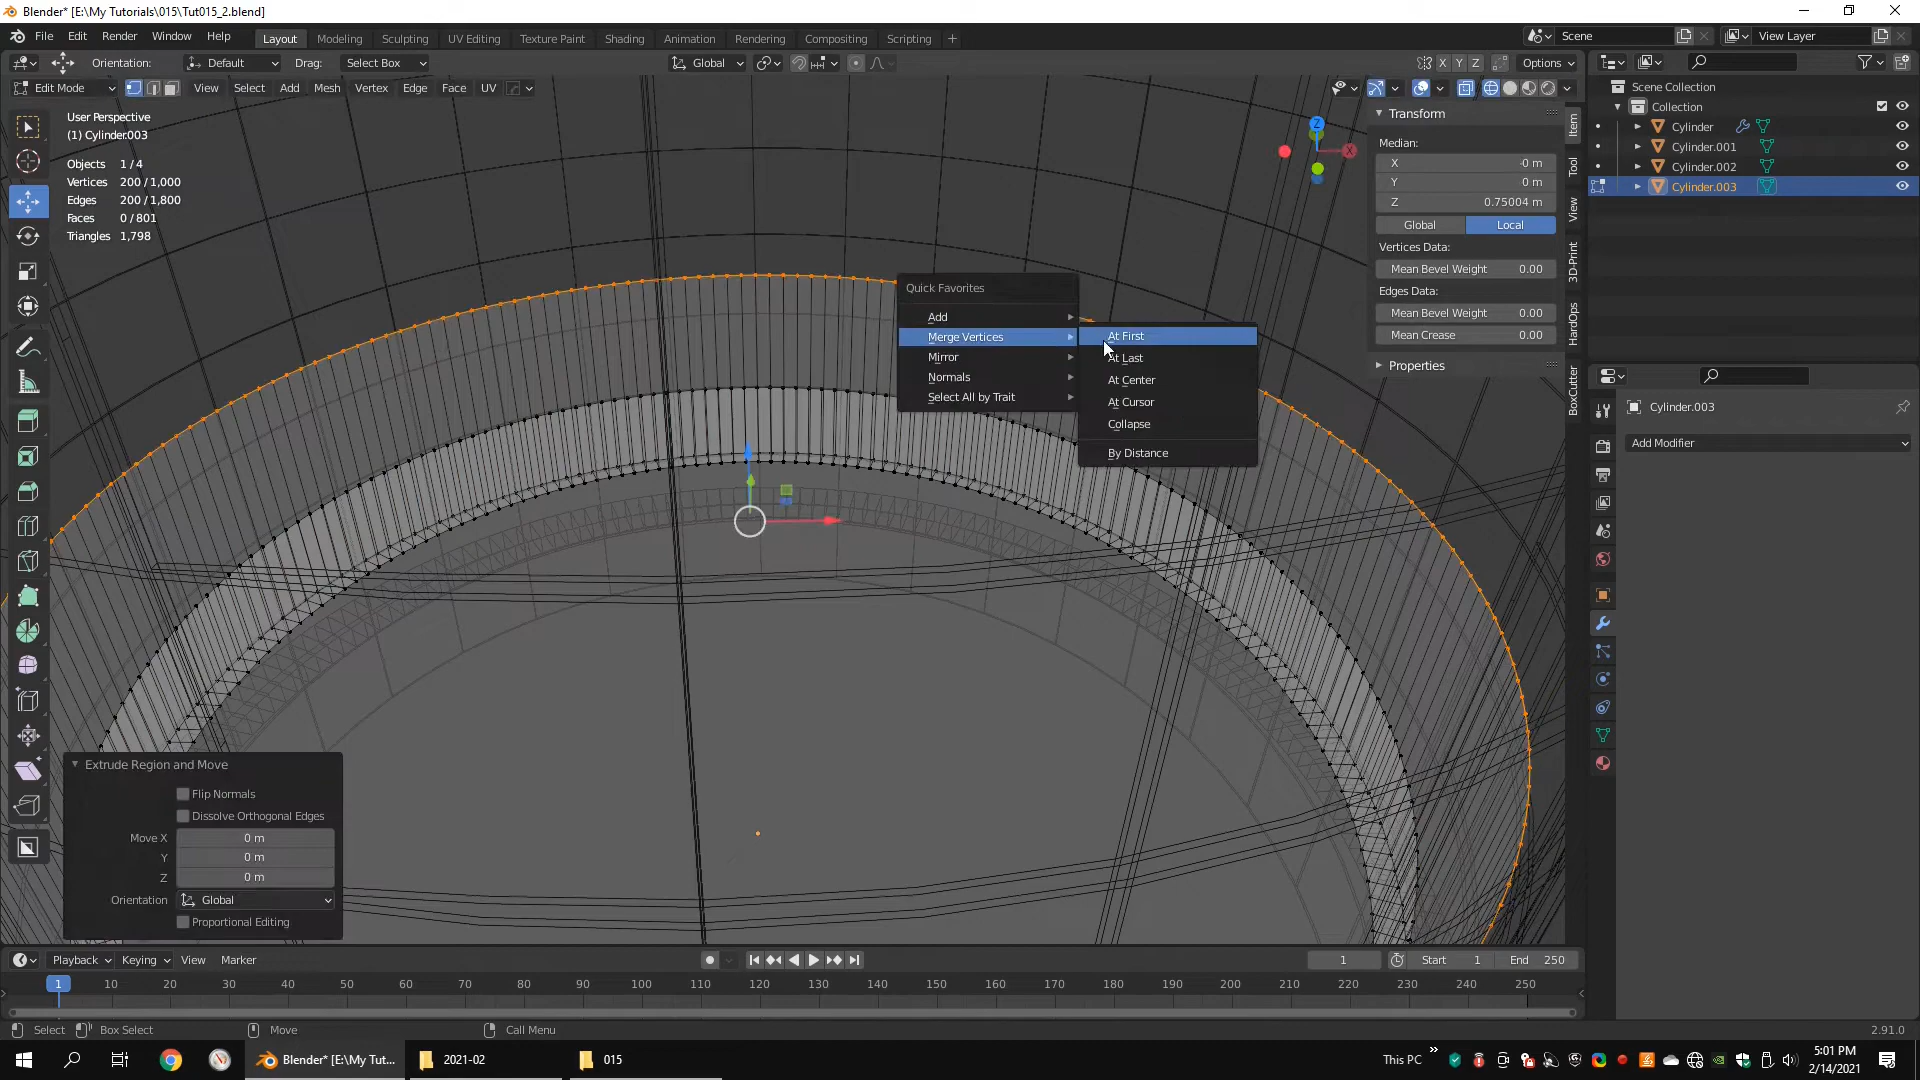 Blender* [E:\My Tutorials\015\Tut015_2.blend]
File Edit Render Window Help Layout Modeling Sculpting UV Editing Texture Paint Shading Animation Rendering Compositing Scripting + Scene View Layer
Orientation: Default Drag: Select Box Global X Y Z Options
Edit Mode View Select Add Mesh Vertex Edge Face UV
User Perspective
(1) Cylinder.003
Objects 1/4
Vertices 200/1,000
Edges 200/1,800
Faces 0/801
Triangles 1,798
Z
X
Transform
Median:
X -0 m
Y 0 m
Z 0.75004 m
Global Local
Vertices Data:
Mean Bevel Weight 0.00
Edges Data:
Mean Bevel Weight 0.00
Mean Crease 0.00
Properties
Item
Tool
View
3D-Print
HardOps
BoxCutter
Scene Collection
Collection
Cylinder
Cylinder.001
Cylinder.002
Cylinder.003
Cylinder.003
Add Modifier
Quick Favorites
Add
Merge Vertices
Mirror
Normals
Select All by Trait
At First
At Last
At Center
At Cursor
Collapse
By Distance
Extrude Region and Move
Flip Normals
Dissolve Orthogonal Edges
Move X 0 m
Y 0 m
Z 0 m
Orientation Global
Proportional Editing
Playback Keying View Marker 1 Start 1 End 250
1 10 20 30 40 50 60 70 80 90 100 110 120 130 140 150 160 170 180 190 200 210 220 230 240 250
Select Box Select Move Call Menu 2.91.0
Blender* [E:\My Tut... 2021-02 015 This PC » 5:01 PM
2/14/2021